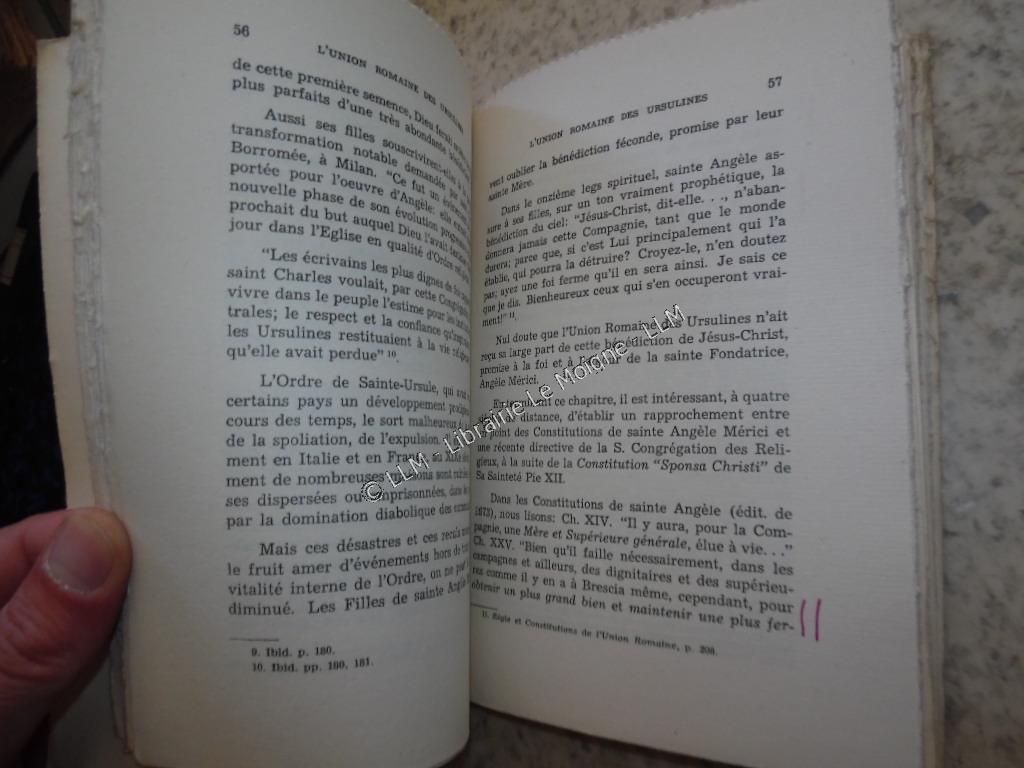 56
L'UNION ROMAINE DES URSULINES
de cette première semence, Dieu ferait
plus parfaits d'une très abondante
Aussi ses filles souscrivirent-elles à la
transformation notable demandée par
Borromée, à Milan. "Ce fut un événement
portée pour l'oeuvre d'Angèle: elle
nouvelle phase de son évolution
prochait du but auquel Dieu l'avait
jour dans l'Eglise en qualité d'Ordre
"Les écrivains les plus dignes de foi
saint Charles voulait, par cette
vivre dans le peuple l'estime pour les
trales; le respect et la confiance
les Ursulines restituaient à la vie
qu'elle avait perdue" 10.
L'Ordre de Sainte-Ursule, qui
certains pays un développement
cours des temps, le sort malheureux
de la spoliation, de l'expulsion.
ment en Italie et en France, au XIXe
ment de nombreuses maisons sont
ses dispersées ou emprisonnées, dans
par la domination diabolique des
Mais ces désastres et ces reculs
le fruit amer d'événements hors de
vitalité interne de l'Ordre, on ne
diminué. Les Filles de sainte Angèle
9. Ibid. p. 180.
10. Ibid. pp. 180, 181.
57
L'UNION ROMAINE DES URSULINES
vent oublier la bénédiction féconde, promise par leur
sainte Mère.
Dans le onzième legs spirituel, sainte Angèle as-
sure à ses filles, sur un ton vraiment prophétique, la
bénédiction du ciel: "Jésus-Christ, dit-elle. . ., n'aban-
donnera jamais cette Compagnie, tant que le monde
durera; parce que, si c'est Lui principalement qui l'a
établie, qui pourra la détruire? Croyez-le, n'en doutez
pas; ayez une foi ferme qu'il en sera ainsi. Je sais ce
que je dis. Bienheureux ceux qui s'en occuperont vrai-
ment!" 11.
Nul doute que l'Union Romaine des Ursulines n'ait
reçu sa large part de cette bénédiction de Jésus-Christ,
promise à la foi et à de la sainte Fondatrice,
Angèle Mérici.
En terminant ce chapitre, il est intéressant, à quatre
de distance, d'établir un rapprochement entre
point des Constitutions de sainte Angèle Mérici et
une récente directive de la S. Congrégation des Reli-
gieux, à la suite de la Constitution "Sponsa Christi" de
Sa Sainteté Pie XII.
Dans les Constitutions de sainte Angèle (édit. de
1673), nous lisons: Ch. XIV. "Il y aura, pour la Com-
pagnie, une Mère et Supérieure générale, élue à vie. . ."
Ch. XXV. "Bien qu'il faille nécessairement, dans les
campagnes et ailleurs, des dignitaires et des supérieu-
res comme il y en a à Brescia même, cependant, pour
obtenir un plus grand bien et maintenir une plus fer-
11. Règle et Constitutions de l'Union Romaine, p. 208.
© LLM - Librairie Le Moigne - LLM